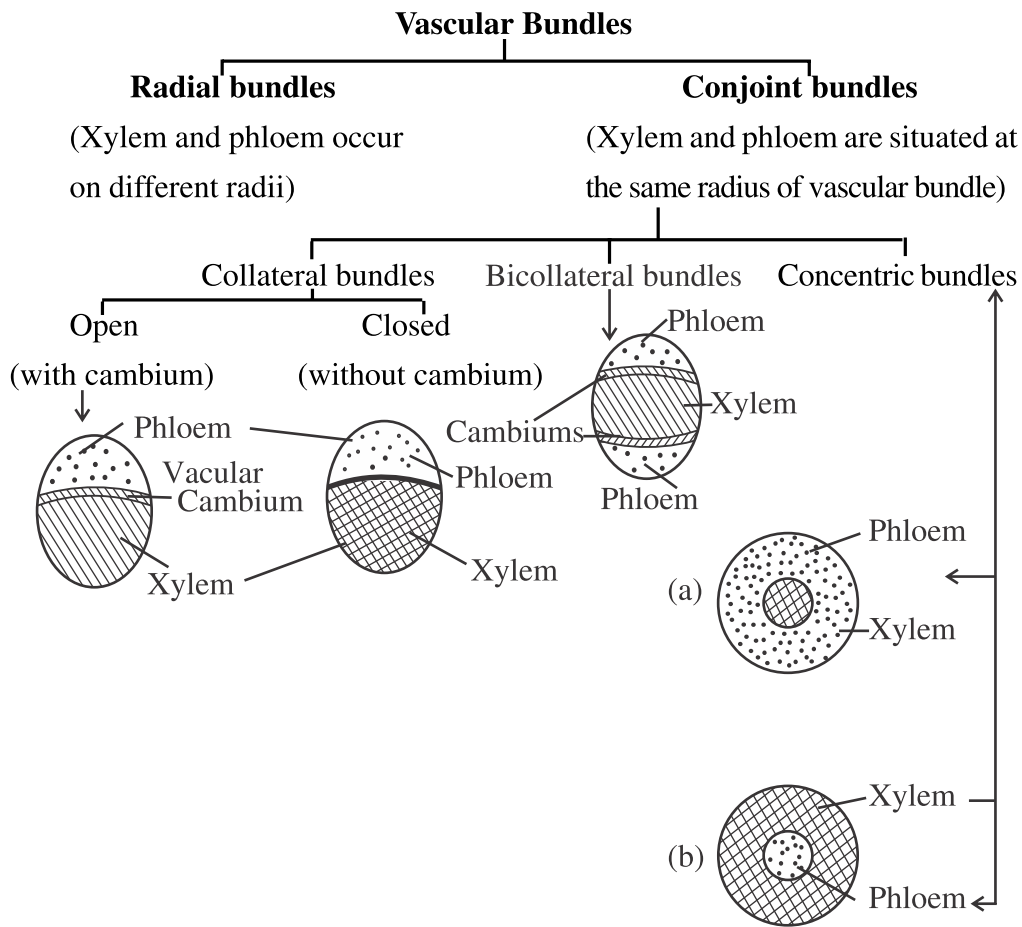 Vascular Bundles
Radial bundles
(Xylem and phloem occur
on different radii)
Conjoint bundles
(Xylem and phloem are situated at
the same radius of vascular bundle)
Collateral bundles
Bicollateral bundles
Concentric bundles
Open
(with cambium)
Closed
(without cambium)
Phloem
Vacular
Cambium
Xylem
Phloem
Xylem
Phloem
Xylem
Cambiums
Phloem
(a)
Phloem
Xylem
(b)
Xylem
Phloem